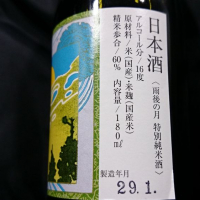 日本酒
(雨後の月 特別純米酒)
アルコール分/16度
原材料/米(国産)・米麹(国産米)
精米歩合/60% 内容量/180ml
製造年月
29.1.